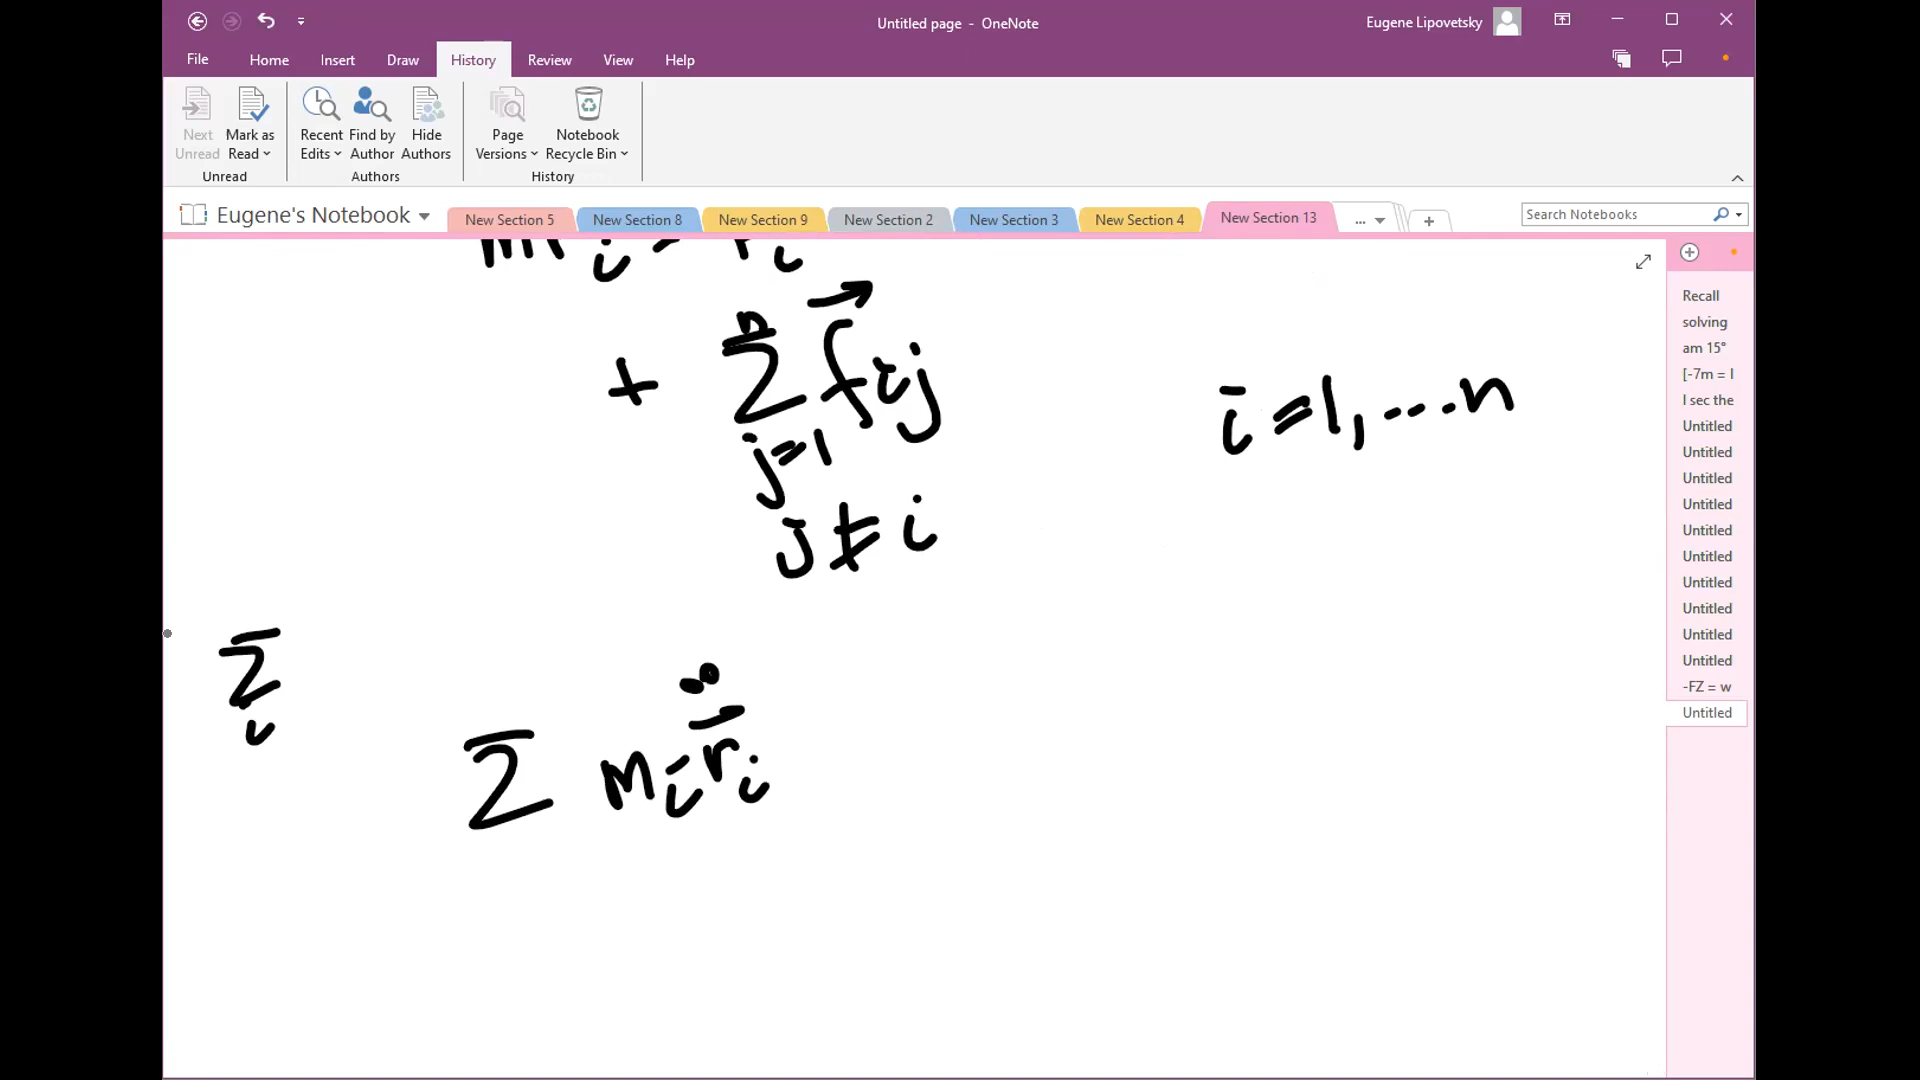 Untitled page - OneNote
Eugene Lipovetsky
File Home Insert Draw History Review View Help
Next Unread
Mark as Read
Recent Edits
Find by Author
Hide Authors
Page Versions
Notebook Recycle Bin
Unread Authors History
Eugene's Notebook New Section 5 New Section 8 New Section 9 New Section 2 New Section 3 New Section 4 New Section 13 ... + Search Notebooks
Recall
solving
am 15°
[-7m = I
I sec the
Untitled
Untitled
Untitled
Untitled
Untitled
Untitled
Untitled
Untitled
Untitled
Untitled
-FZ = w
Untitled
+ n Σ f ij
j=1
j ≠ i
i = 1, ... n
Σ
i
Σ m i r̈ i